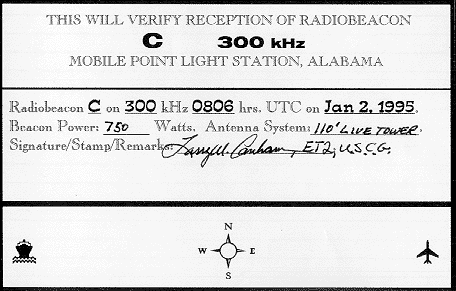 THIS WILL VERIFY RECEPTION OF RADIOBEACON
C 300 kHz
MOBILE POINT LIGHT STATION, ALABAMA
Radiobeacon C on 300 kHz 0806 hrs. UTC on Jan 2, 1995.
Beacon Power: 750 Watts. Antenna System: 110' LIVE TOWER.
Signature/Stamp/Remarks: ET2, U.S.C.G.
N
W E
S